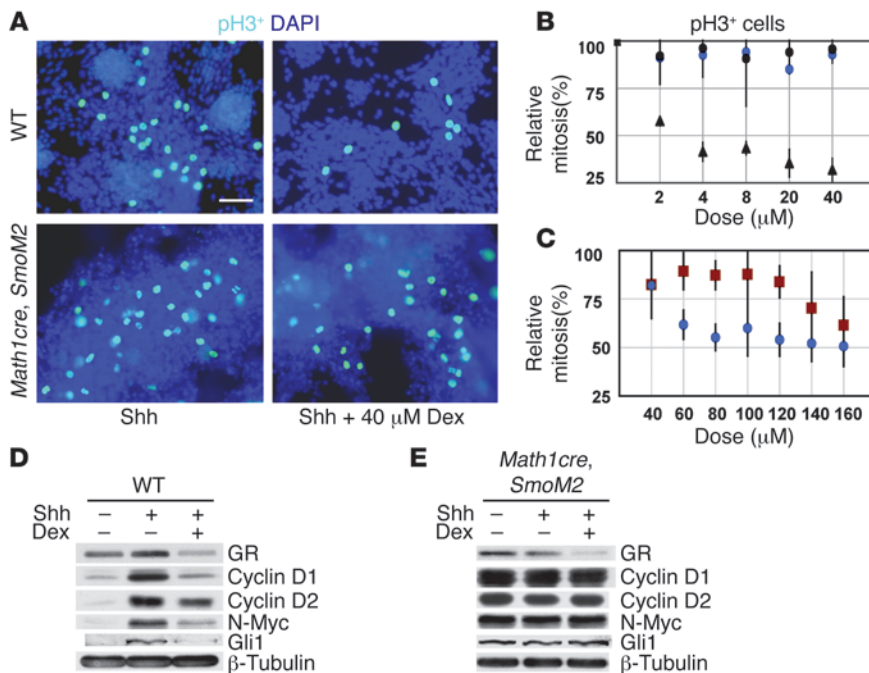 A
pH3+ DAPI
WT
Math1cre, SmoM2
Shh
Shh + 40 μM Dex
B
pH3+ cells
Relative
mitosis(%)
100
75
50
25
2 4 8 20 40
Dose (μM)
C
Relative
mitosis(%)
100
75
50
25
40 60 80 100 120 140 160
Dose (μM)
D
WT
Shh – + +
Dex – +
GR
Cyclin D1
Cyclin D2
N-Myc
Gli1
β-Tubulin
E
Math1cre,
SmoM2
Shh – + +
Dex – +
GR
Cyclin D1
Cyclin D2
N-Myc
Gli1
β-Tubulin